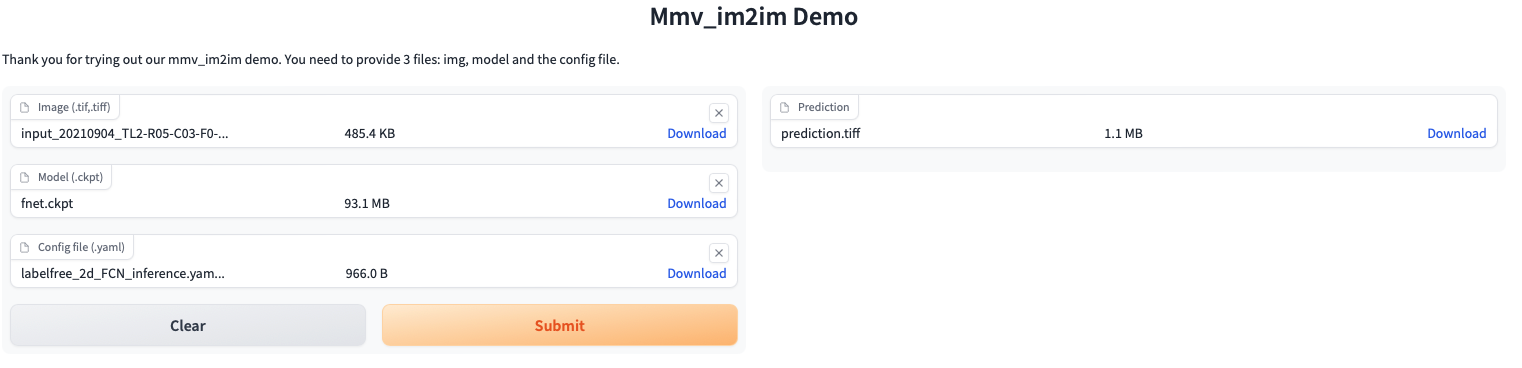 Mmv_im2im Demo
Thank you for trying out our mmv_im2im demo. You need to provide 3 files: img, model and the config file.
Image (.tif,.tiff)
input_20210904_TL2-R05-C03-F0-... 485.4 KB Download
Model (.ckpt)
fnet.ckpt 93.1 MB Download
Config file (.yaml)
labelfree_2d_FCN_inference.yam... 966.0 B Download
Clear Submit
Prediction
prediction.tiff 1.1 MB Download